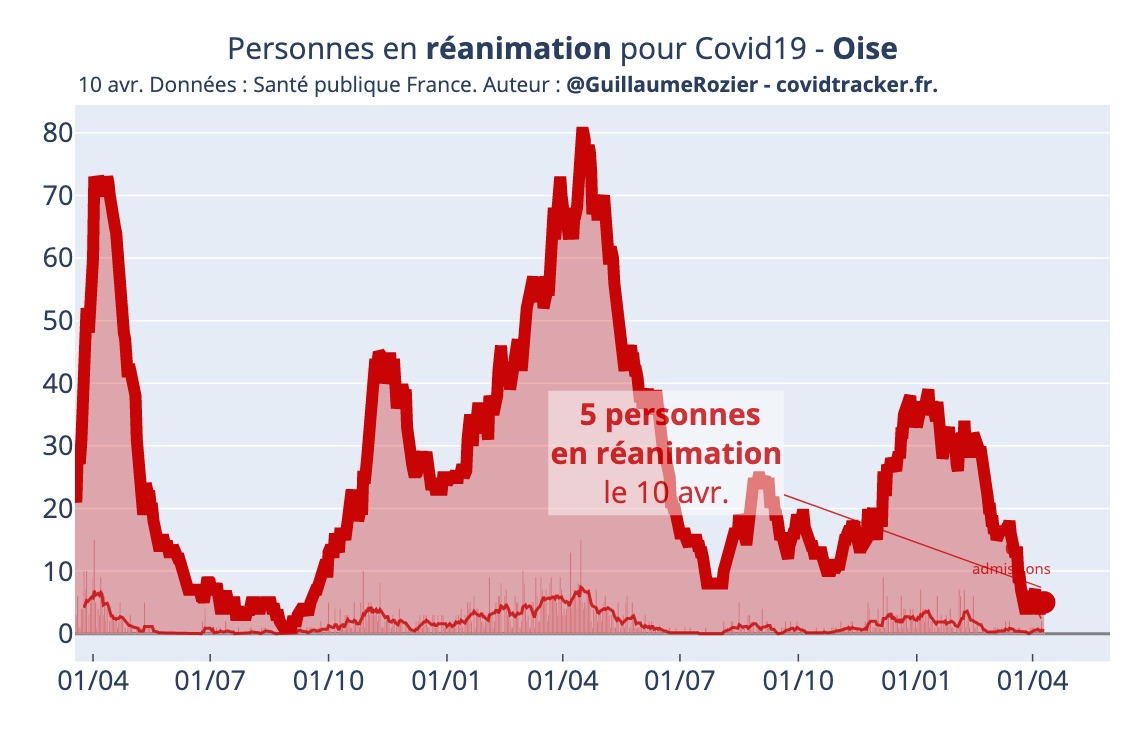 Personnes en réanimation pour Covid19 - Oise
10 avr. Données : Santé publique France. Auteur : @GuillaumeRozier - covidtracker.fr.
80
70
60
50
40
30
20
10
0
5 personnes
en réanimation
le 10 avr.
admissions
01/04 01/07 01/10 01/01 01/04 01/07 01/10 01/01 01/04